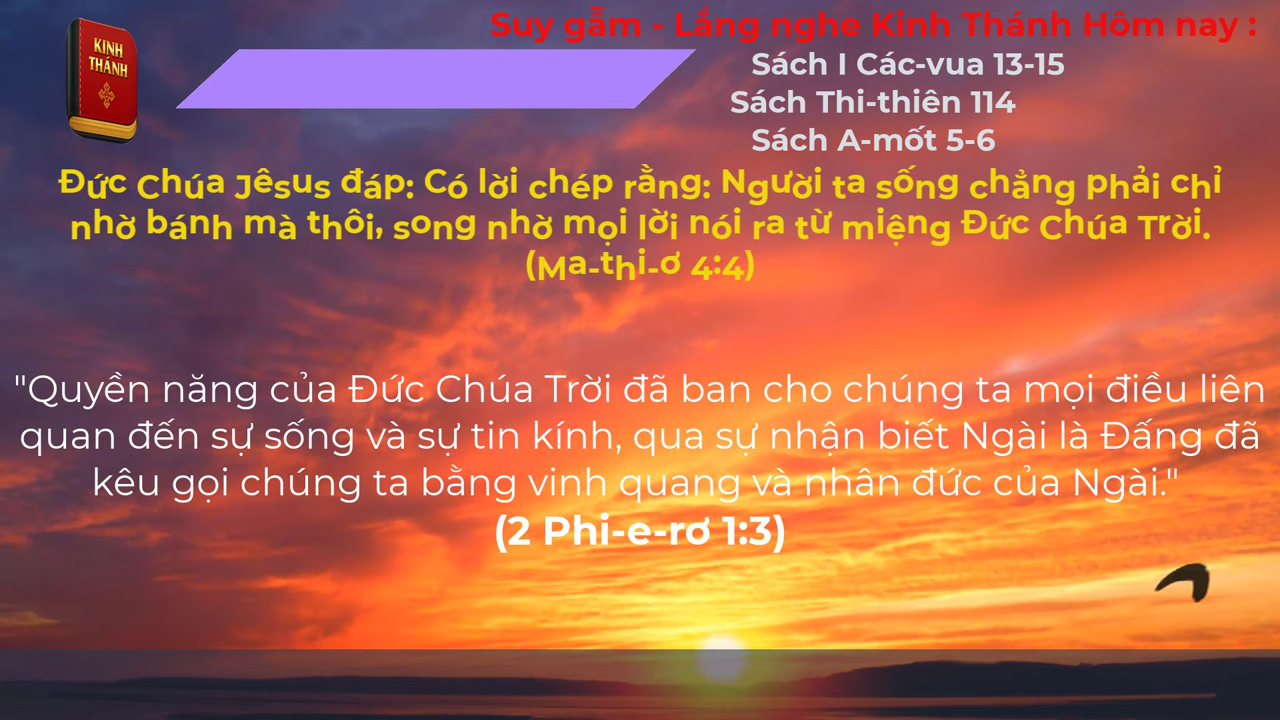 KINH
THÁNH
Suy gẫm - Lắng nghe Kinh Thánh Hôm nay :
Sách I Các-vua 13-15
Sách Thi-thiên 114
Sách A-mốt 5-6
Đức Chúa Jêsus đáp: Có lời chép rằng: Người ta sống chẳng phải chỉ
nhờ bánh mà thôi, song nhờ mọi lời nói ra từ miệng Đức Chúa Trời.
(Ma-thi-ơ 4:4)
"Quyền năng của Đức Chúa Trời đã ban cho chúng ta mọi điều liên
quan đến sự sống và sự tin kính, qua sự nhận biết Ngài là Đấng đã
kêu gọi chúng ta bằng vinh quang và nhân đức của Ngài."
(2 Phi-e-rơ 1:3)